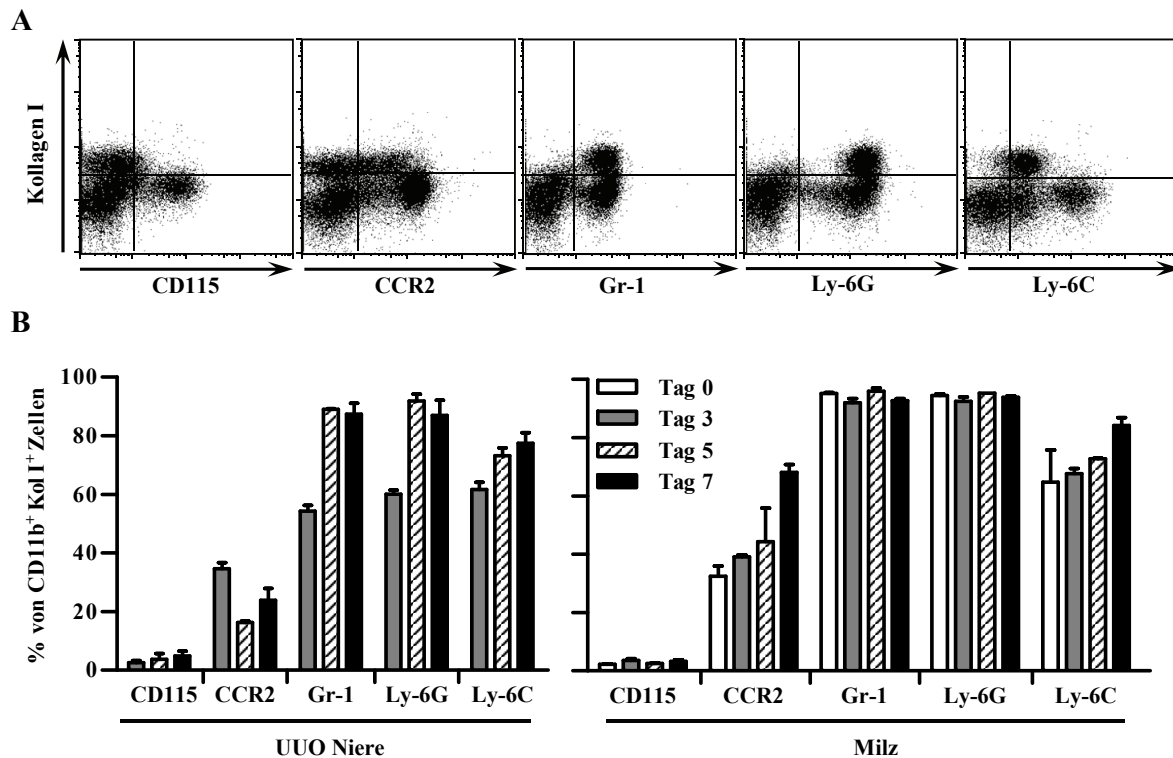 A
Kollagen I
CD115
CCR2
Gr-1
Ly-6G
Ly-6C
B
% von CD11b⁺ Kol I⁺ Zellen
100
80
60
40
20
0
Tag 0
Tag 3
Tag 5
Tag 7
CD115
CCR2
Gr-1
Ly-6G
Ly-6C
CD115
CCR2
Gr-1
Ly-6G
Ly-6C
UUO Niere
Milz